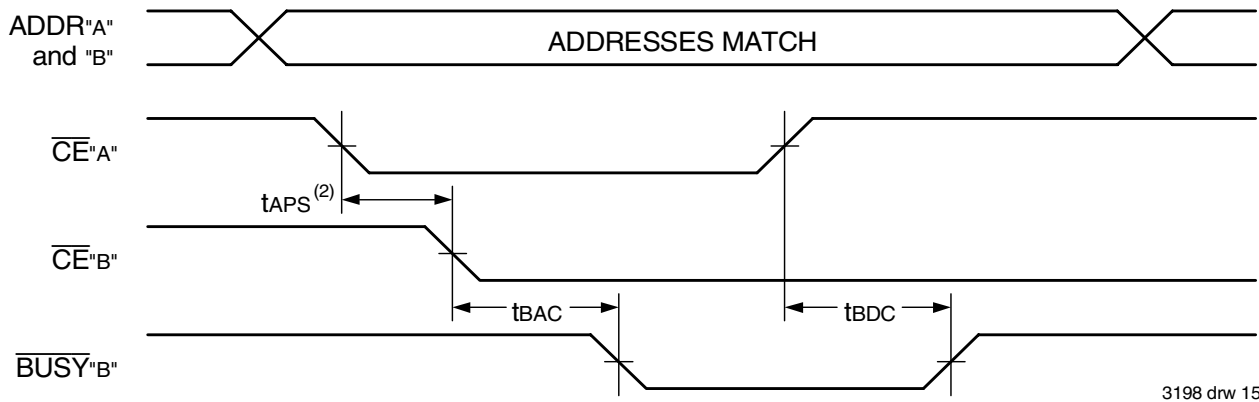 ADDR"A"
and "B"
ADDRESSES MATCH
CE"A"
tAPS(2)
CE"B"
tBAC
tBDC
BUSY"B"
3198 drw 15